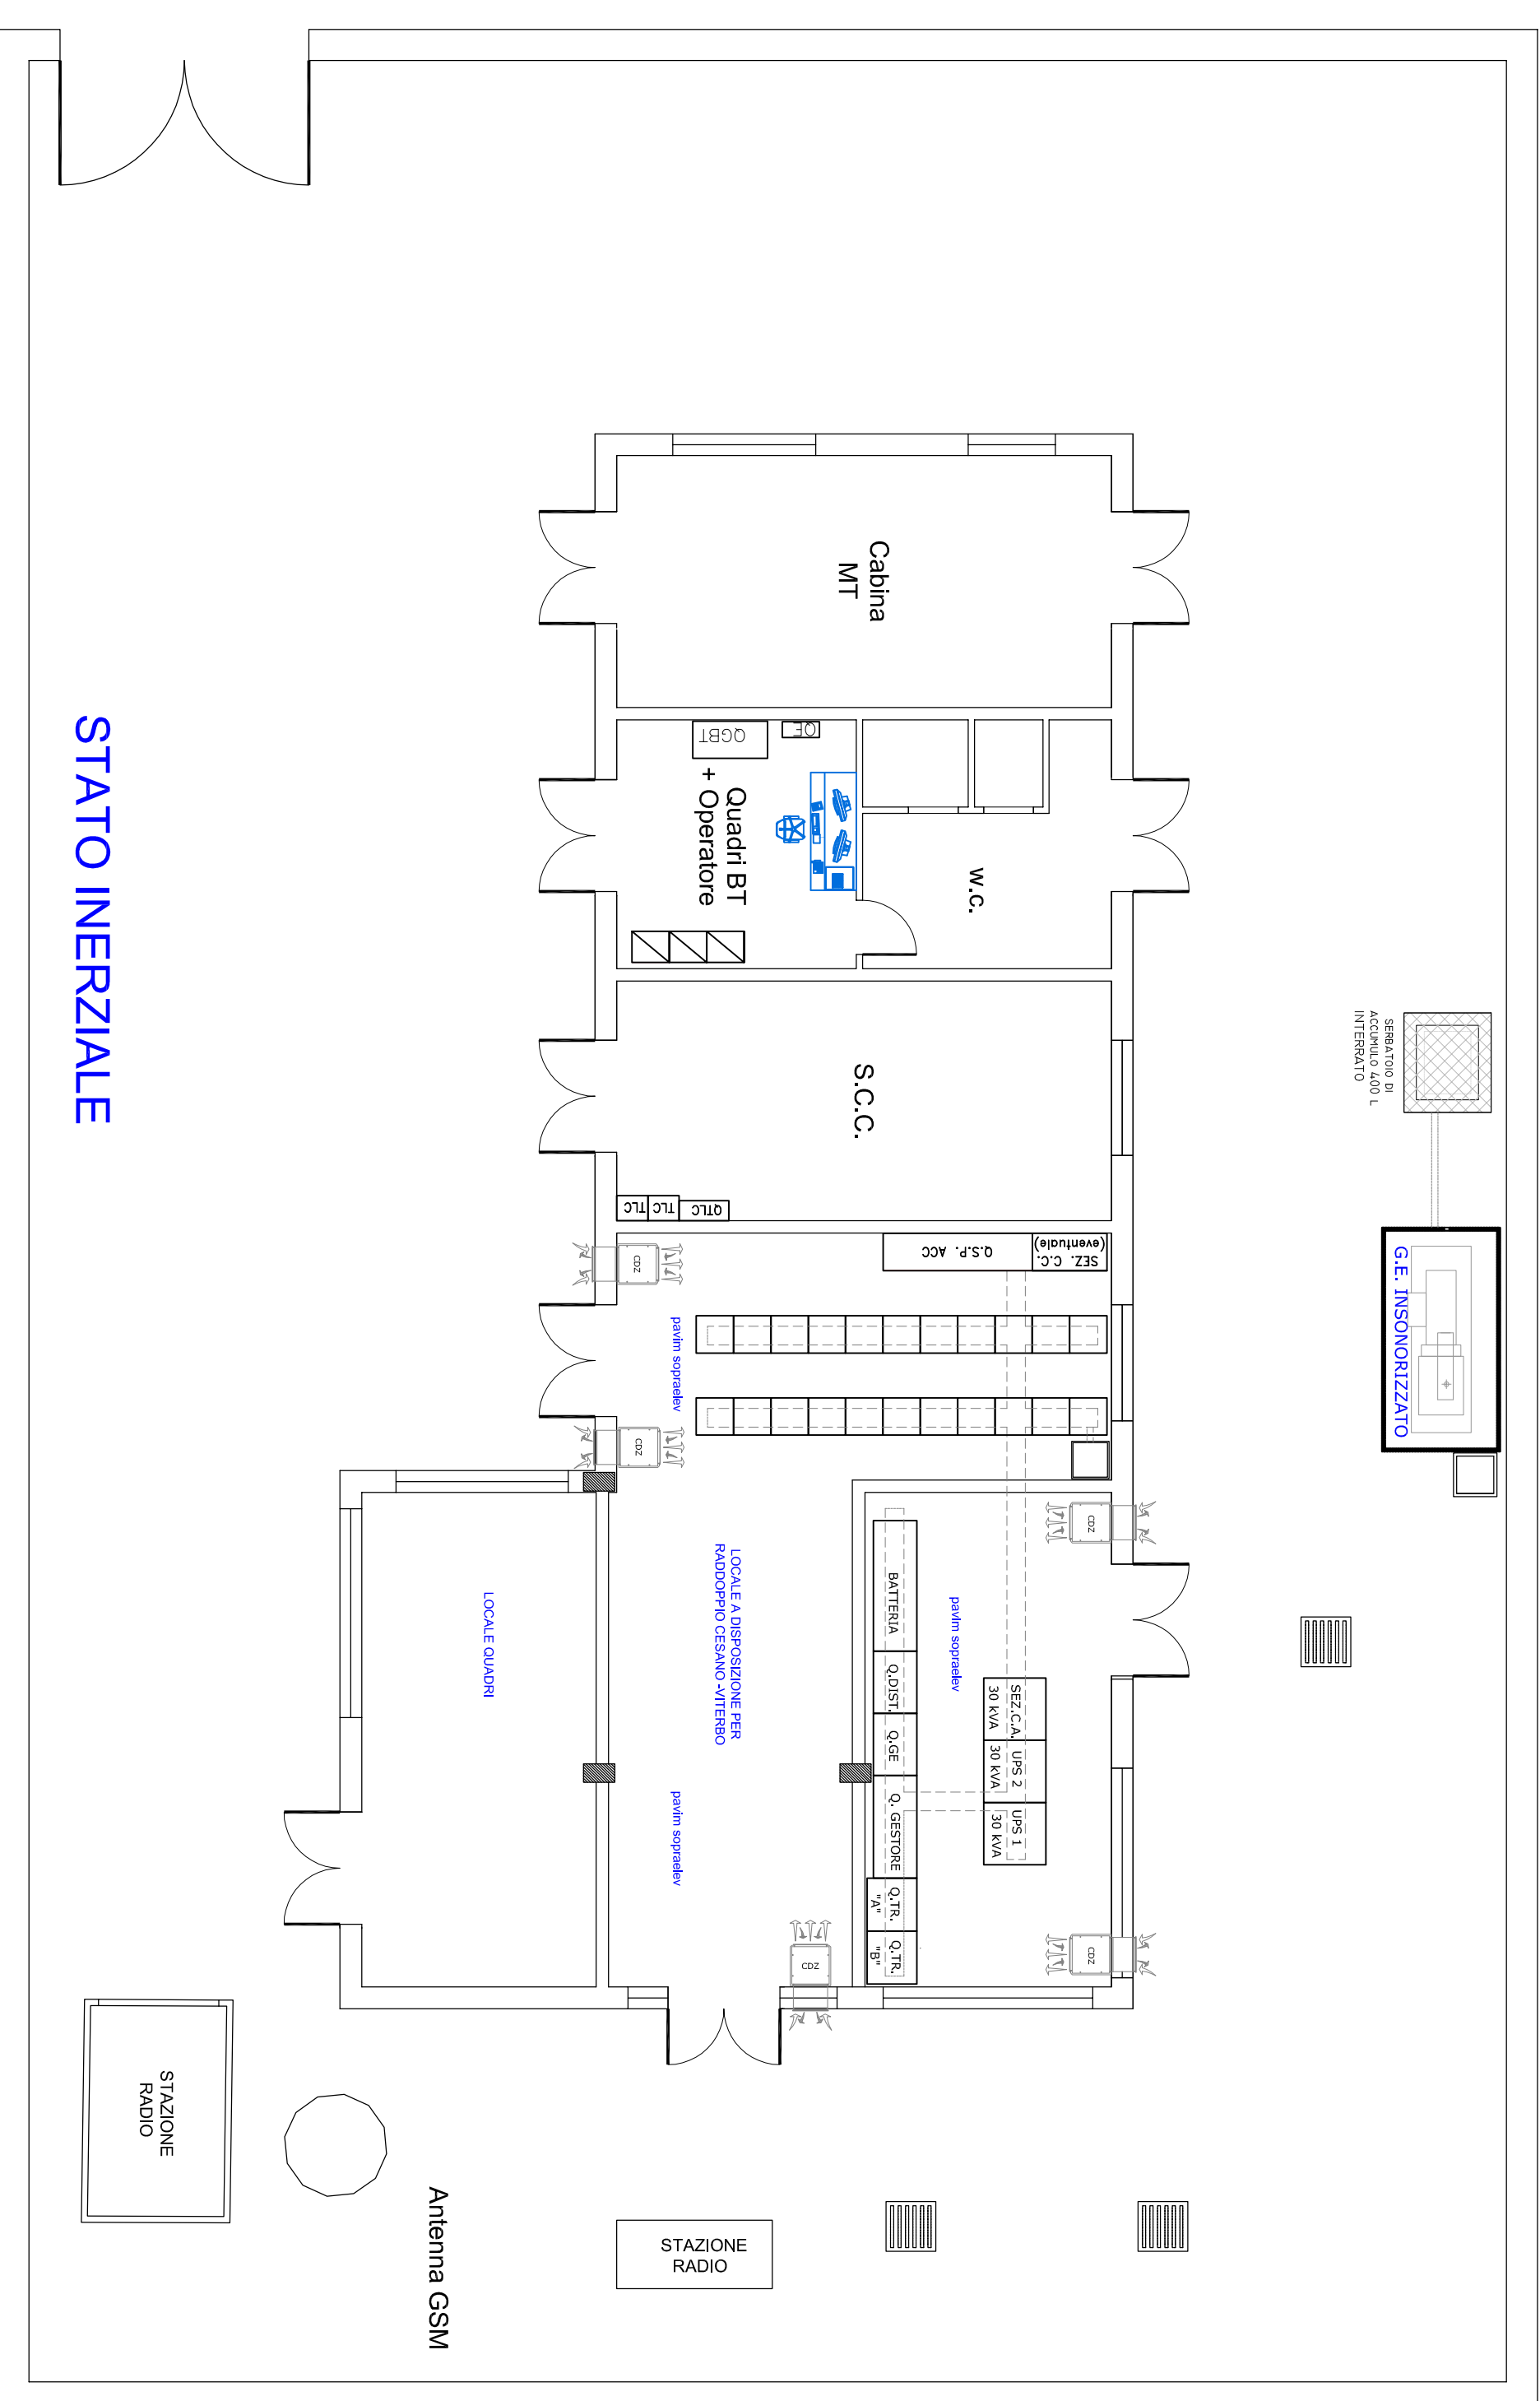 STATO INERZIALE
Cabina
MT
QGBT
QE
Quadri BT
+ Operatore
w.c.
S.C.C.
TLC
TLC
QTLC
SERBATOIO DI
ACCUMULO 400 L
INTERRATO
G.E. INSONORIZZATO
Q.S.P. ACC
SEZ. C.C.
(eventuale)
CDZ
CDZ
CDZ
CDZ
CDZ
pavim sopraelev
pavim sopraelev
pavim sopraelev
LOCALE A DISPOSIZIONE PER
RADDOPPIO CESANO -VITERBO
LOCALE QUADRI
BATTERIA
Q.DIST.
Q.GE
Q. GESTORE
Q.TR.
"A"
Q.TR.
"B"
SEZ.C.A.
30 kVA
UPS 2
30 kVA
UPS 1
30 kVA
STAZIONE
RADIO
Antenna GSM
STAZIONE
RADIO